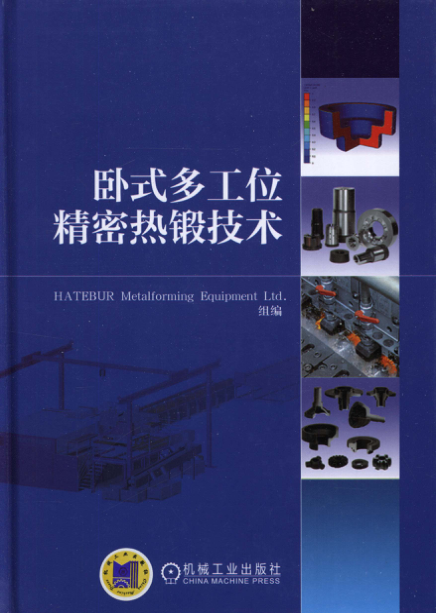 卧式多工位
精密热锻技术
HATEBUR Metalforming Equipment Ltd.
组编
机械工业出版社
CHINA MACHINE PRESS